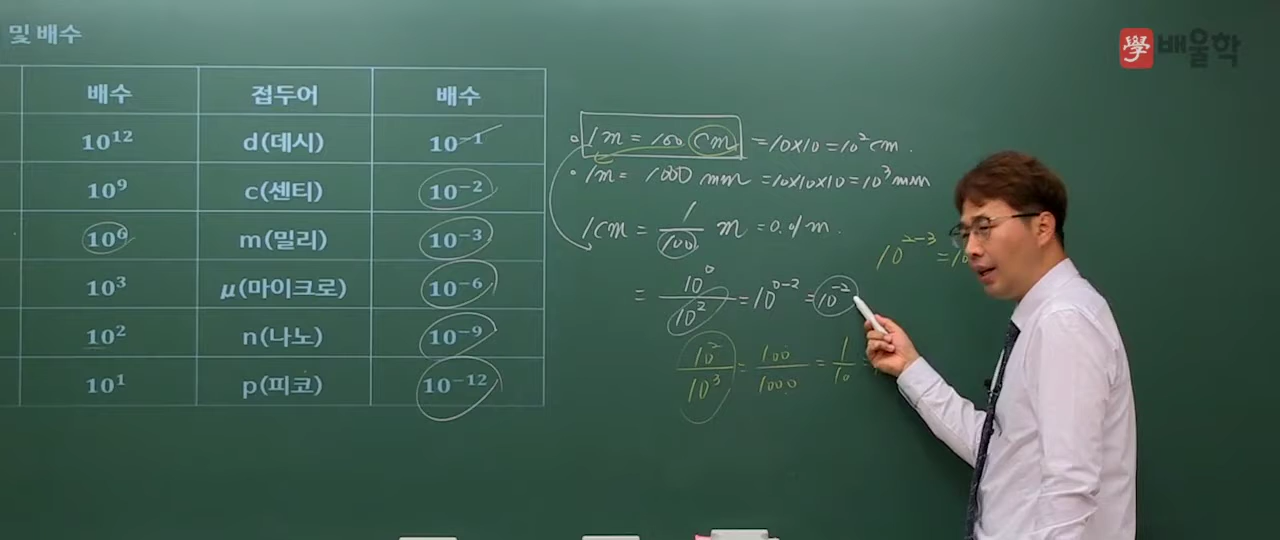 및 배수
學 배울학
배수 접두어 배수
10¹² d(데시) 10⁻¹
10⁹ c(센티) 10⁻²
10⁶ m(밀리) 10⁻³
10³ μ(마이크로) 10⁻⁶
10² n(나노) 10⁻⁹
10¹ p(피코) 10⁻¹²
1m = 100 cm = 10×10 = 10² cm.
1m = 1000 mm = 10×10×10 = 10³ mm
1cm = 1/100 m = 0.01m.
= 10⁰/10² = 10⁰⁻² = 10⁻²
10²⁻³ = 10
10²/10³ = 100/1000 = 1/10 =